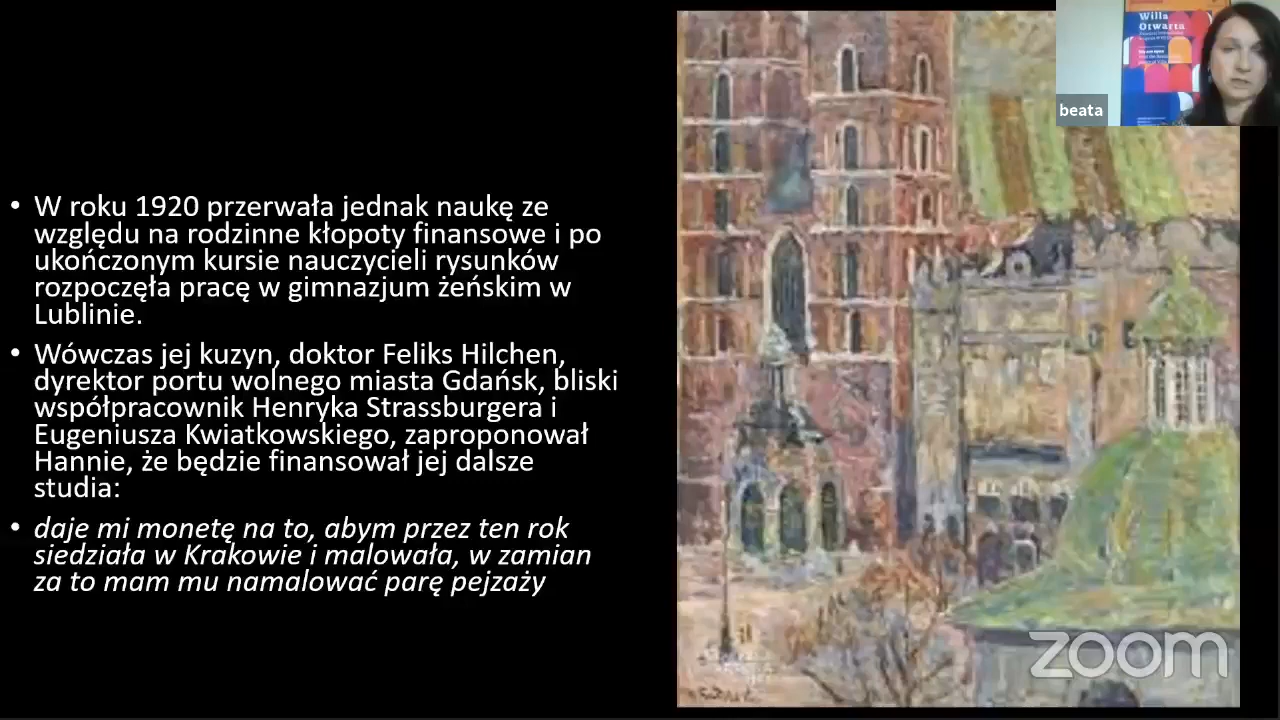 • W roku 1920 przerwała jednak naukę ze
względu na rodzinne kłopoty finansowe i po
ukończonym kursie nauczycieli rysunków
rozpoczęła pracę w gimnazjum żeńskim w
Lublinie.
• Wówczas jej kuzyn, doktor Feliks Hilchen,
dyrektor portu wolnego miasta Gdańsk, bliski
współpracownik Henryka Strassburgera i
Eugeniusza Kwiatkowskiego, zaproponował
Hannie, że będzie finansował jej dalsze
studia:
• daje mi monetę na to, abym przez ten rok
siedziała w Krakowie i malowała, w zamian
za to mam mu namalować parę pejzaży
Willa
Otwarta
beata
zoom